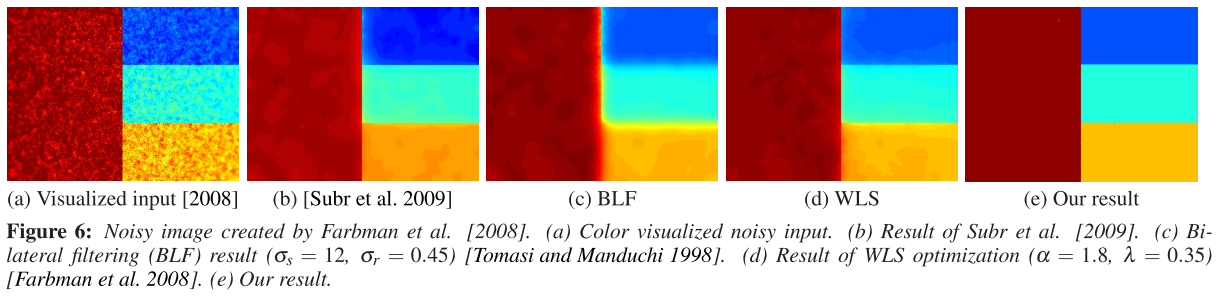 (a) Visualized input [2008] (b) [Subr et al. 2009] (c) BLF (d) WLS (e) Our result
Figure 6: Noisy image created by Farbman et al. [2008]. (a) Color visualized noisy input. (b) Result of Subr et al. [2009]. (c) Bi-
lateral filtering (BLF) result (σs = 12, σr = 0.45) [Tomasi and Manduchi 1998]. (d) Result of WLS optimization (α = 1.8, λ = 0.35)
[Farbman et al. 2008]. (e) Our result.